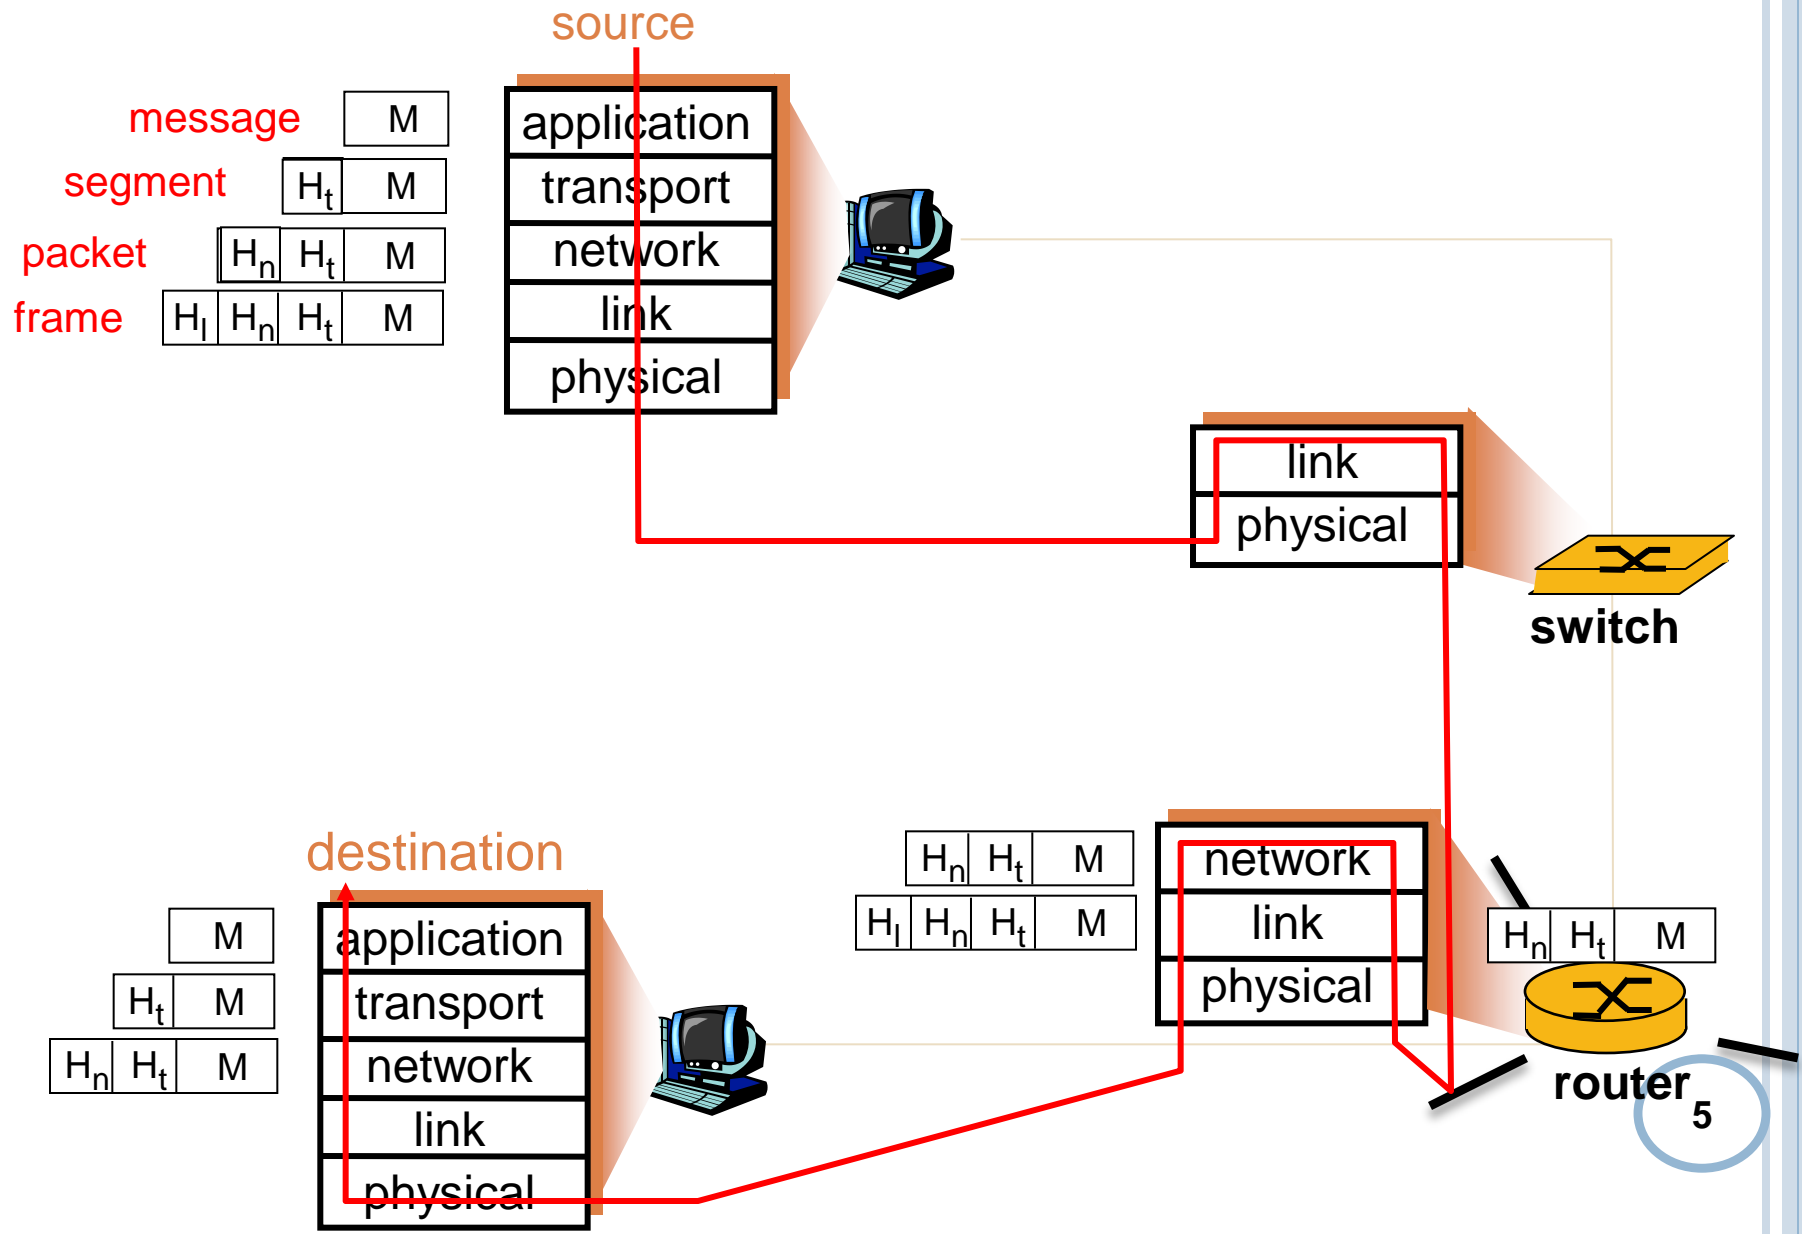 source
message M application
segment Ht M transport
packet Hn Ht M network
frame Hl Hn Ht M link
physical
link
physical
switch
destination
Hn Ht M network
Hl Hn Ht M link
physical
Hn Ht M
router
5
M application
Ht M transport
Hn Ht M network
link
physical